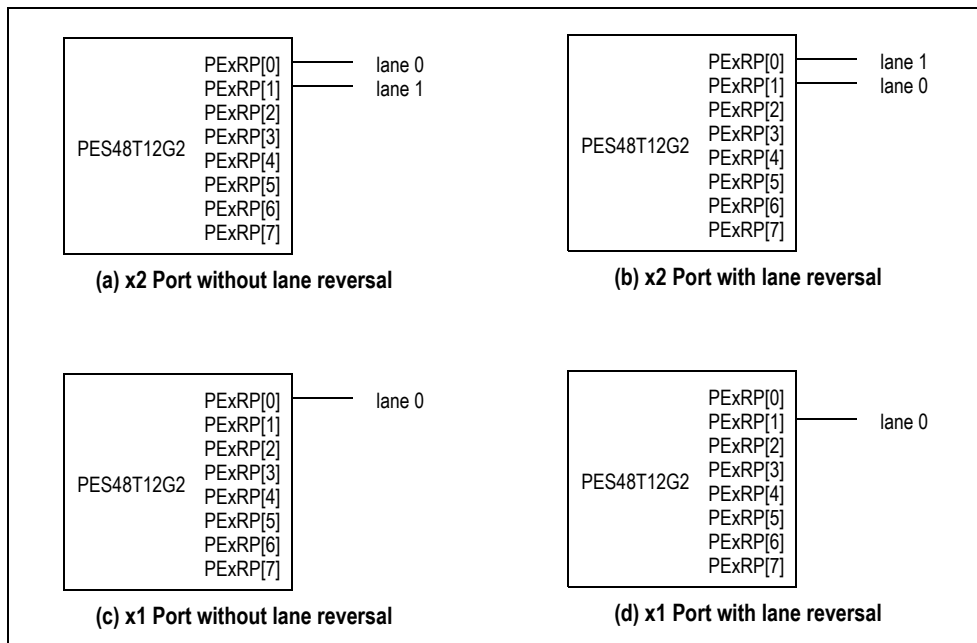 PExRP[0] lane 0
PExRP[1] lane 1
PExRP[2]
PExRP[3]
PES48T12G2
PExRP[4]
PExRP[5]
PExRP[6]
PExRP[7]
(a) x2 Port without lane reversal
PExRP[0] lane 1
PExRP[1] lane 0
PExRP[2]
PExRP[3]
PES48T12G2
PExRP[4]
PExRP[5]
PExRP[6]
PExRP[7]
(b) x2 Port with lane reversal
PExRP[0] lane 0
PExRP[1]
PExRP[2]
PExRP[3]
PES48T12G2
PExRP[4]
PExRP[5]
PExRP[6]
PExRP[7]
(c) x1 Port without lane reversal
PExRP[0]
PExRP[1] lane 0
PExRP[2]
PExRP[3]
PES48T12G2
PExRP[4]
PExRP[5]
PExRP[6]
PExRP[7]
(d) x1 Port with lane reversal